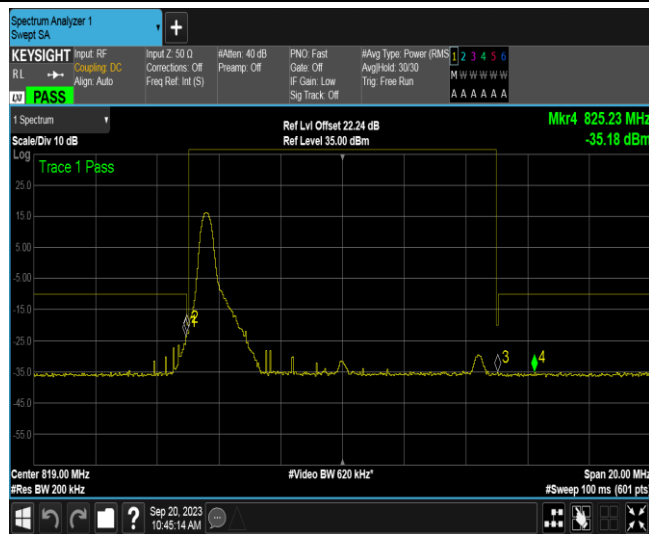 Spectrum Analyzer 1
Swept SA
+
KEYSIGHT Input: RF
Coupling: DC
Align: Auto
Input Z: 50 Ω
Corrections: Off
Freq Ref: Int (S)
#Atten: 40 dB
Preamp: Off
PNO: Fast
Gate: Off
IF Gain: Low
Sig Track: Off
#Avg Type: Power (RMS
Avg|Hold: 30/30
Trig: Free Run
1 2 3 4 5 6
M W W W W W
A A A A A A
R L
LXI PASS
1 Spectrum
Scale/Div 10 dB
Ref Lvl Offset 22.24 dB
Ref Level 35.00 dBm
Mkr4 825.23 MHz
-35.18 dBm
Log
Trace 1 Pass
25.0
15.0
5.00
-5.00
-15.0
-25.0
-35.0
-45.0
-55.0
2
3
4
Center 819.00 MHz
#Res BW 200 kHz
#Video BW 620 kHz*
Span 20.00 MHz
#Sweep 100 ms (601 pts)
?
Sep 20, 2023
10:45:14 AM